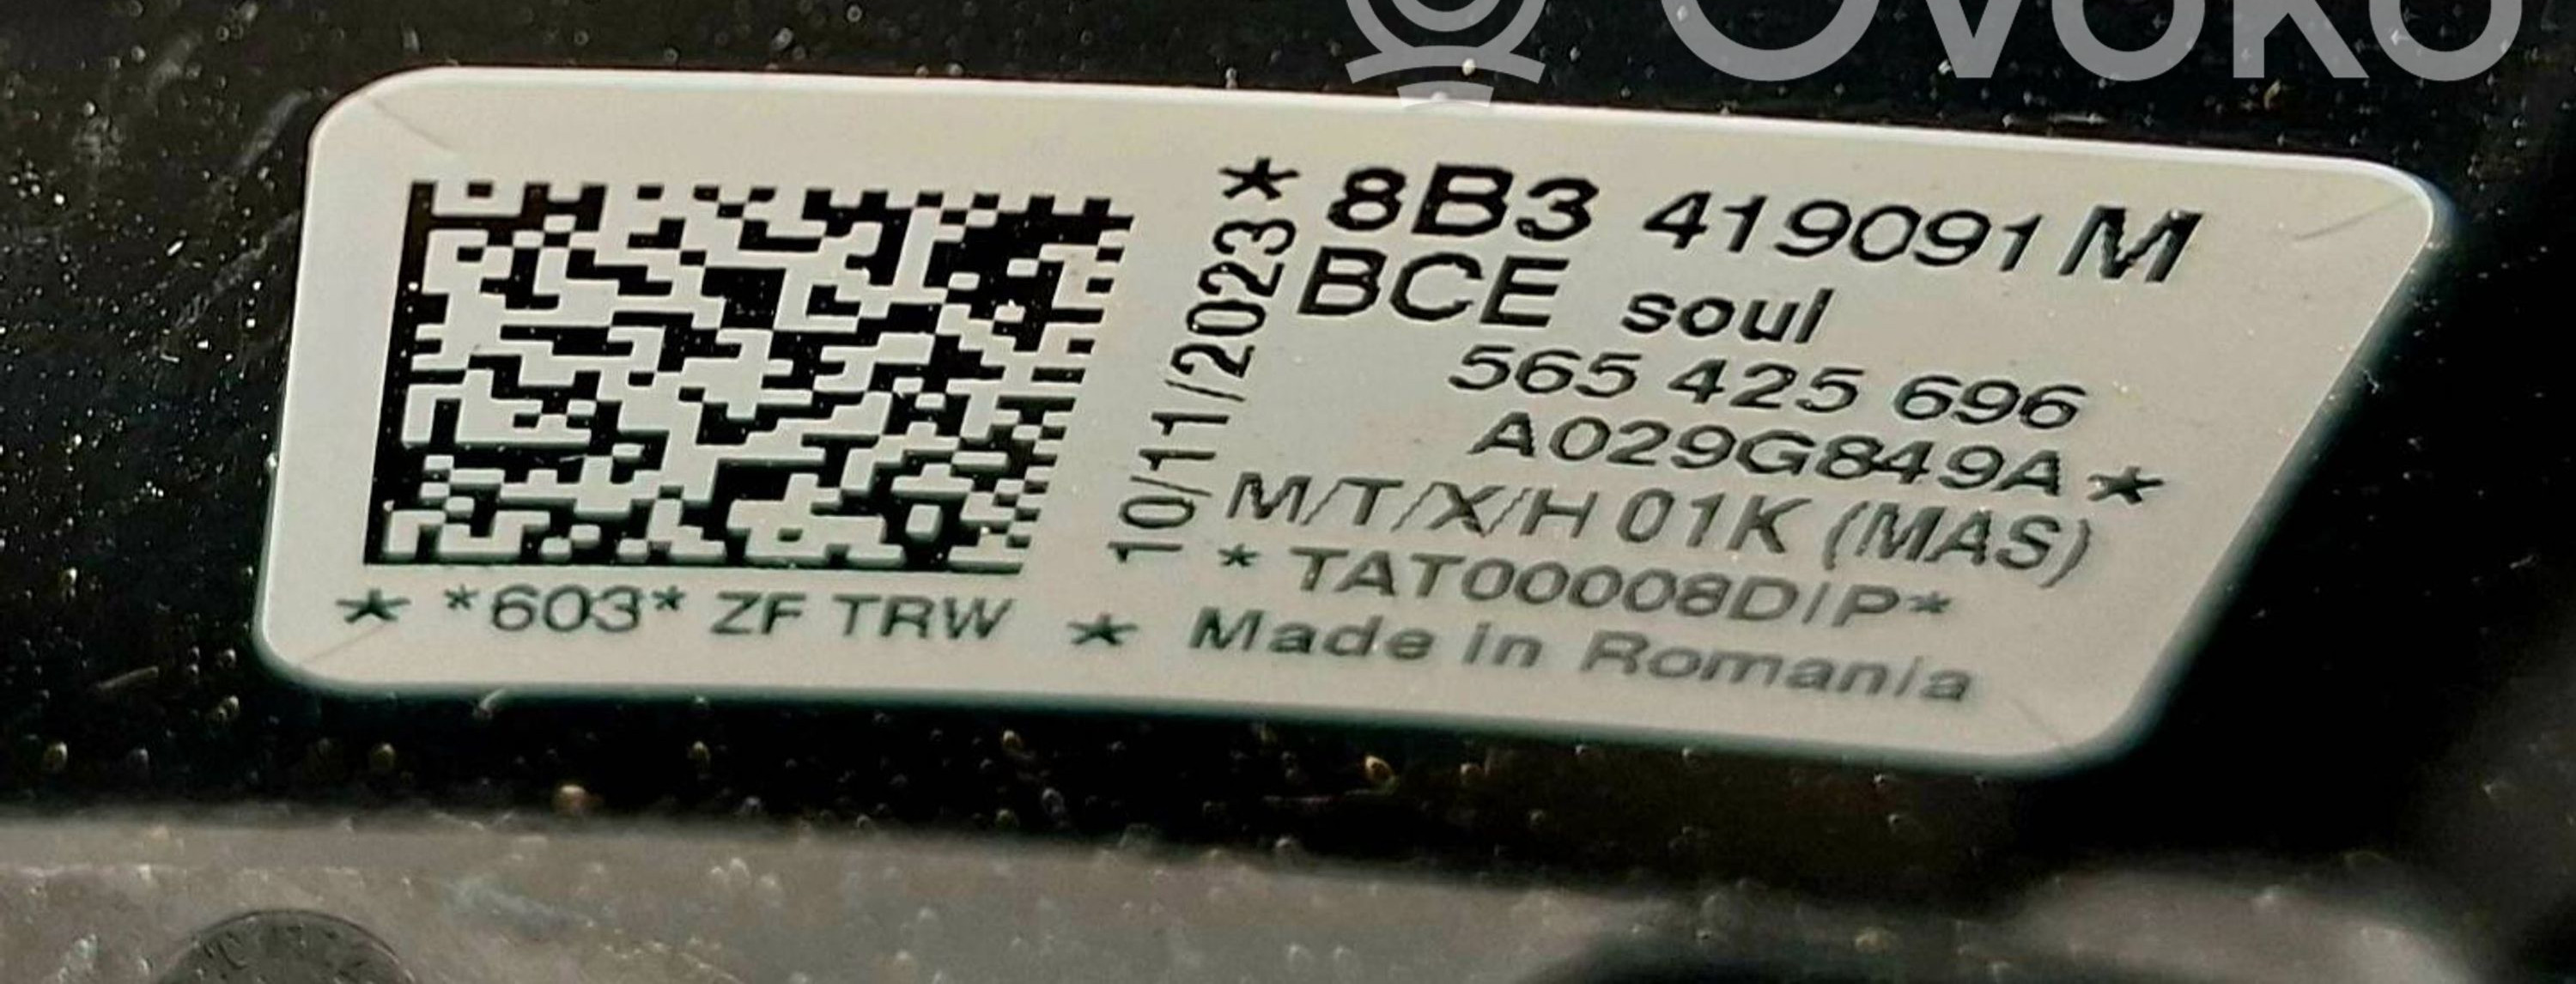 Ovoko
* 8B3 419091 M
BCE soul
565 425 696
A029G849A *
M/T/X/H 01K (MAS)
* TAT00008D/P*
* *603* ZF TRW * Made in Romania
10/11/2023*